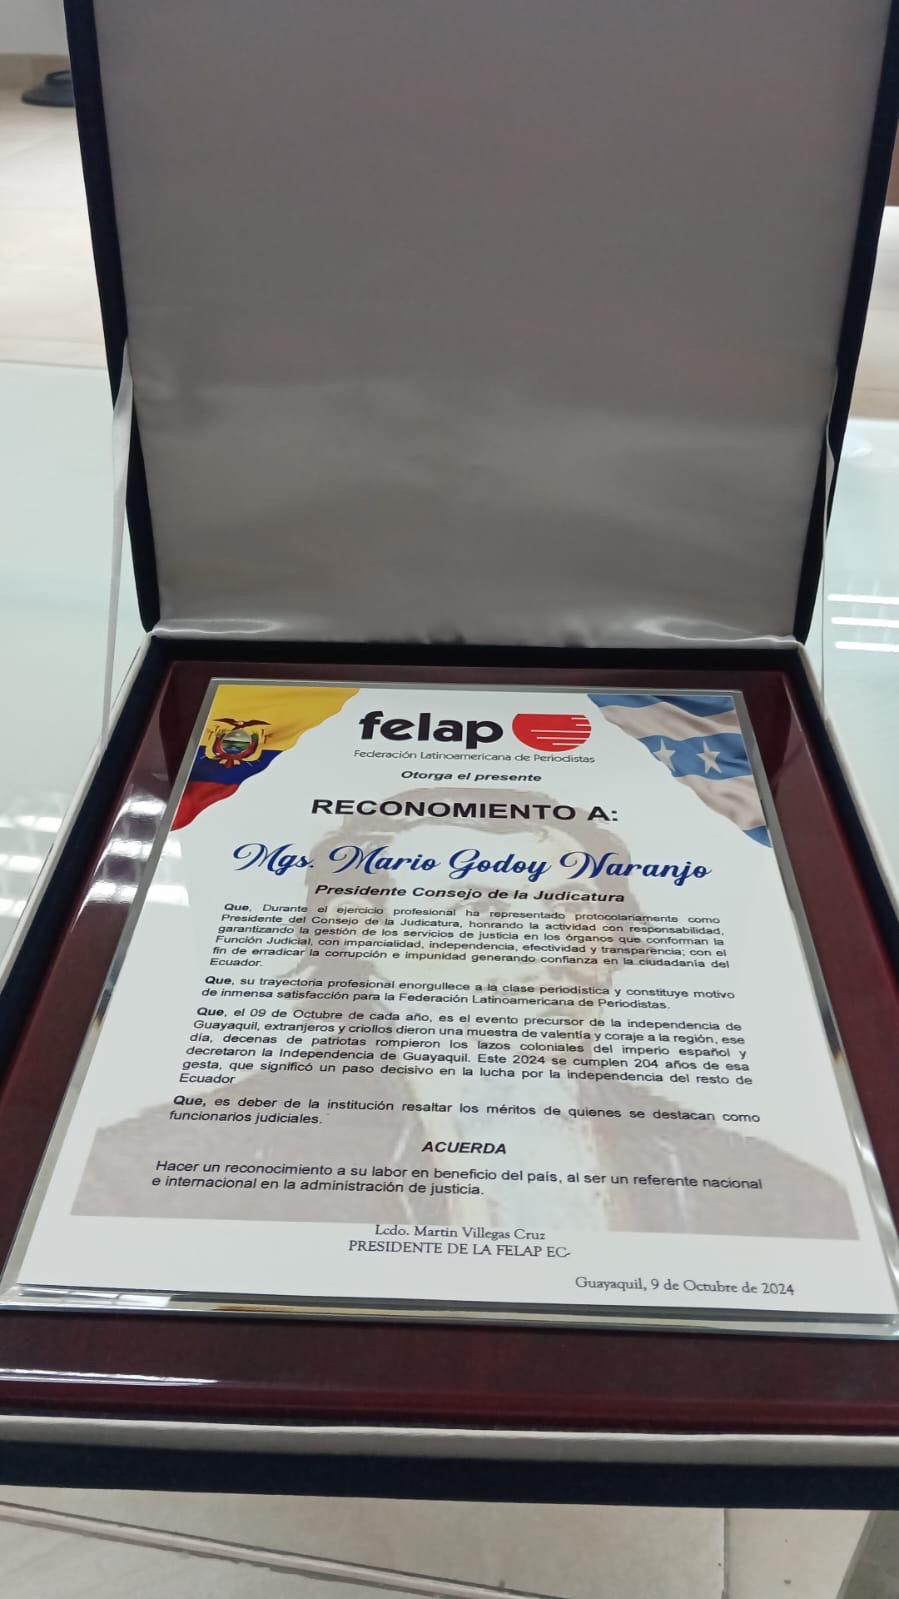 felap
Federación Latinoamericana de Periodistas
Otorga el presente
RECONOMIENTO A:
Mgs. Mario Godoy Naranjo
Presidente Consejo de la Judicatura
Que, Durante el ejercicio profesional ha representado protocolariamente como
Presidente del Consejo de la Judicatura, honrando la actividad con responsabilidad,
garantizando la gestión de los servicios de justicia en los órganos que conforman la
Función Judicial, con imparcialidad, independencia, efectividad y transparencia; con el
fin de erradicar la corrupción e impunidad generando confianza en la ciudadanía del
Ecuador.
Que, su trayectoria profesional enorgullece a la clase periodística y constituye motivo
de inmensa satisfacción para la Federación Latinoamericana de Periodistas.
Que, el 09 de Octubre de cada año, es el evento precursor de la independencia de
Guayaquil, extranjeros y criollos dieron una muestra de valentía y coraje a la región, ese
día, decenas de patriotas rompieron los lazos coloniales del imperio español y
decretaron la Independencia de Guayaquil. Este 2024 se cumplen 204 años de esa
gesta, que significó un paso decisivo en la lucha por la independencia del resto de
Ecuador
Que, es deber de la institución resaltar los méritos de quienes se destacan como
funcionarios judiciales.
ACUERDA
Hacer un reconocimiento a su labor en beneficio del país, al ser un referente nacional
e internacional en la administración de justicia.
Lcdo. Martin Villegas Cruz
PRESIDENTE DE LA FELAP EC-
Guayaquil, 9 de Octubre de 2024